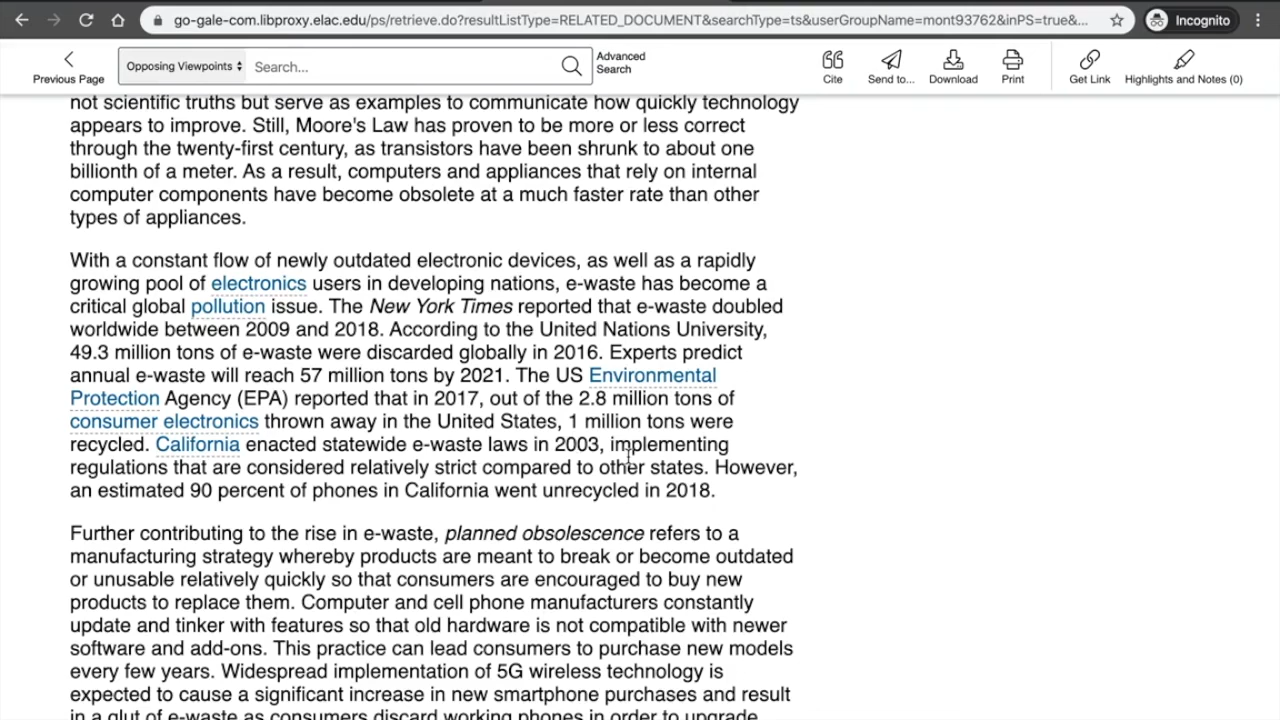 go-gale-com.libproxy.elac.edu/ps/retrieve.do?resultListType=RELATED_DOCUMENT&searchType=ts&userGroupName=mont93762&inPS=true&...
Incognito
Previous Page
Opposing Viewpoints
Search...
Advanced
Search
Cite
Send to...
Download
Print
Get Link
Highlights and Notes (0)
not scientific truths but serve as examples to communicate how quickly technology
appears to improve. Still, Moore's Law has proven to be more or less correct
through the twenty-first century, as transistors have been shrunk to about one
billionth of a meter. As a result, computers and appliances that rely on internal
computer components have become obsolete at a much faster rate than other
types of appliances.
With a constant flow of newly outdated electronic devices, as well as a rapidly
growing pool of electronics users in developing nations, e-waste has become a
critical global pollution issue. The New York Times reported that e-waste doubled
worldwide between 2009 and 2018. According to the United Nations University,
49.3 million tons of e-waste were discarded globally in 2016. Experts predict
annual e-waste will reach 57 million tons by 2021. The US Environmental
Protection Agency (EPA) reported that in 2017, out of the 2.8 million tons of
consumer electronics thrown away in the United States, 1 million tons were
recycled. California enacted statewide e-waste laws in 2003, implementing
regulations that are considered relatively strict compared to other states. However,
an estimated 90 percent of phones in California went unrecycled in 2018.
Further contributing to the rise in e-waste, planned obsolescence refers to a
manufacturing strategy whereby products are meant to break or become outdated
or unusable relatively quickly so that consumers are encouraged to buy new
products to replace them. Computer and cell phone manufacturers constantly
update and tinker with features so that old hardware is not compatible with newer
software and add-ons. This practice can lead consumers to purchase new models
every few years. Widespread implementation of 5G wireless technology is
expected to cause a significant increase in new smartphone purchases and result
in a glut of e-waste as consumers discard working phones in order to upgrade